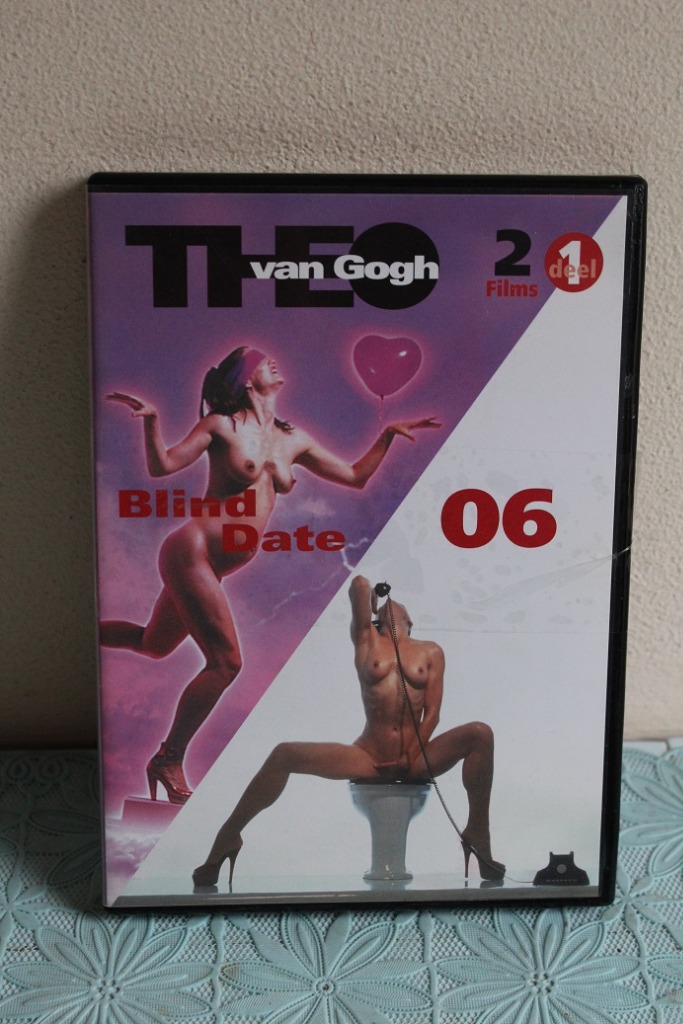 THEO
van Gogh
2
Films
1
deel
Blind
Date
06